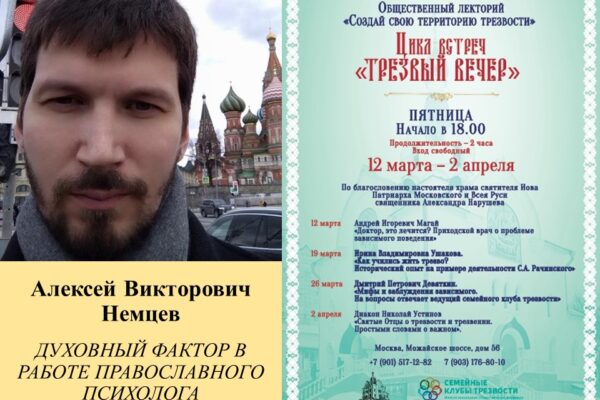 Алексей Викторович
Немцев
ДУХОВНЫЙ ФАКТОР В
РАБОТЕ ПРАВОСЛАВНОГО
ПСИХОЛОГА
Общественный лекторий
«Создай свою территорию трезвости»
Цикл встреч
«ТРЕЗВЫЙ ВЕЧЕР»
ПЯТНИЦА
Начало в 18.00
Продолжительность – 2 часа
Вход свободный
12 марта – 2 апреля
По благословению настоятеля храма святителя Иова
Патриарха Московского и Всея Руси
священника Александра Нарушева
12 марта
Андрей Игоревич Магай
«Доктор, это лечится? Приходской врач о проблеме
зависимого поведения»
19 марта
Ирина Владимировна Ушакова.
«Как учились жить трезво?
Исторический опыт на примере деятельности С.А. Рачинского»
26 марта
Дмитрий Петрович Девяткин.
«Мифы и заблуждения зависимого.
На вопросы отвечает ведущий семейного клуба трезвости»
2 апреля
Диакон Николай Устинов
«Святые Отцы о трезвости и трезвении.
Простыми словами о важном».
Москва, Можайское шоссе, дом 56
+7 (901) 517-12-82 7 (903) 176-80-10
СЕМЕЙНЫЕ
КЛУБЫ ТРЕЗВОСТИ